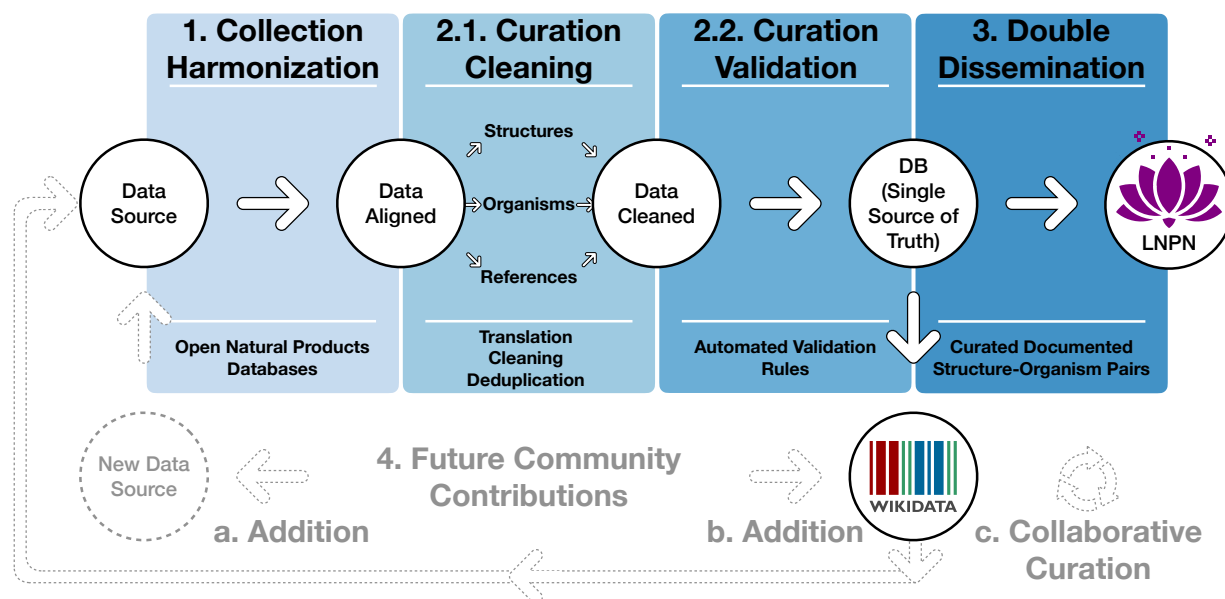 1. Collection
Harmonization
2.1. Curation
Cleaning
2.2. Curation
Validation
3. Double
Dissemination
Data
Source
Data
Aligned
Structures
Organisms
References
Data
Cleaned
DB
(Single
Source of
Truth)
LNPN
Open Natural Products
Databases
Translation
Cleaning
Deduplication
Automated Validation
Rules
Curated Documented
Structure-Organism Pairs
New Data
Source
4. Future Community
Contributions
WIKIDATA
a. Addition
b. Addition
c. Collaborative
Curation